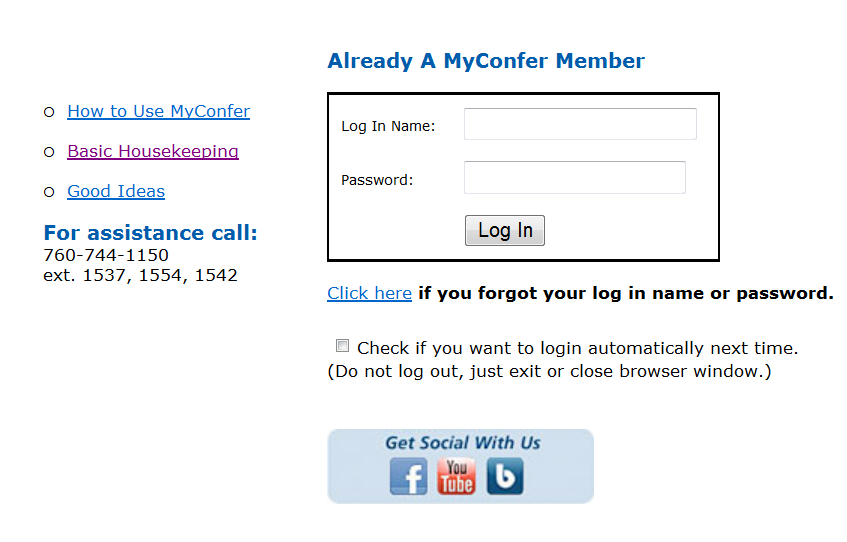 Already A MyConfer Member
How to Use MyConfer
Basic Housekeeping
Good Ideas
For assistance call:
760-744-1150
ext. 1537, 1554, 1542
Log In Name:
Password:
Log In
Click here if you forgot your log in name or password.
Check if you want to login automatically next time.
(Do not log out, just exit or close browser window.)
Get Social With Us
f You Tube b